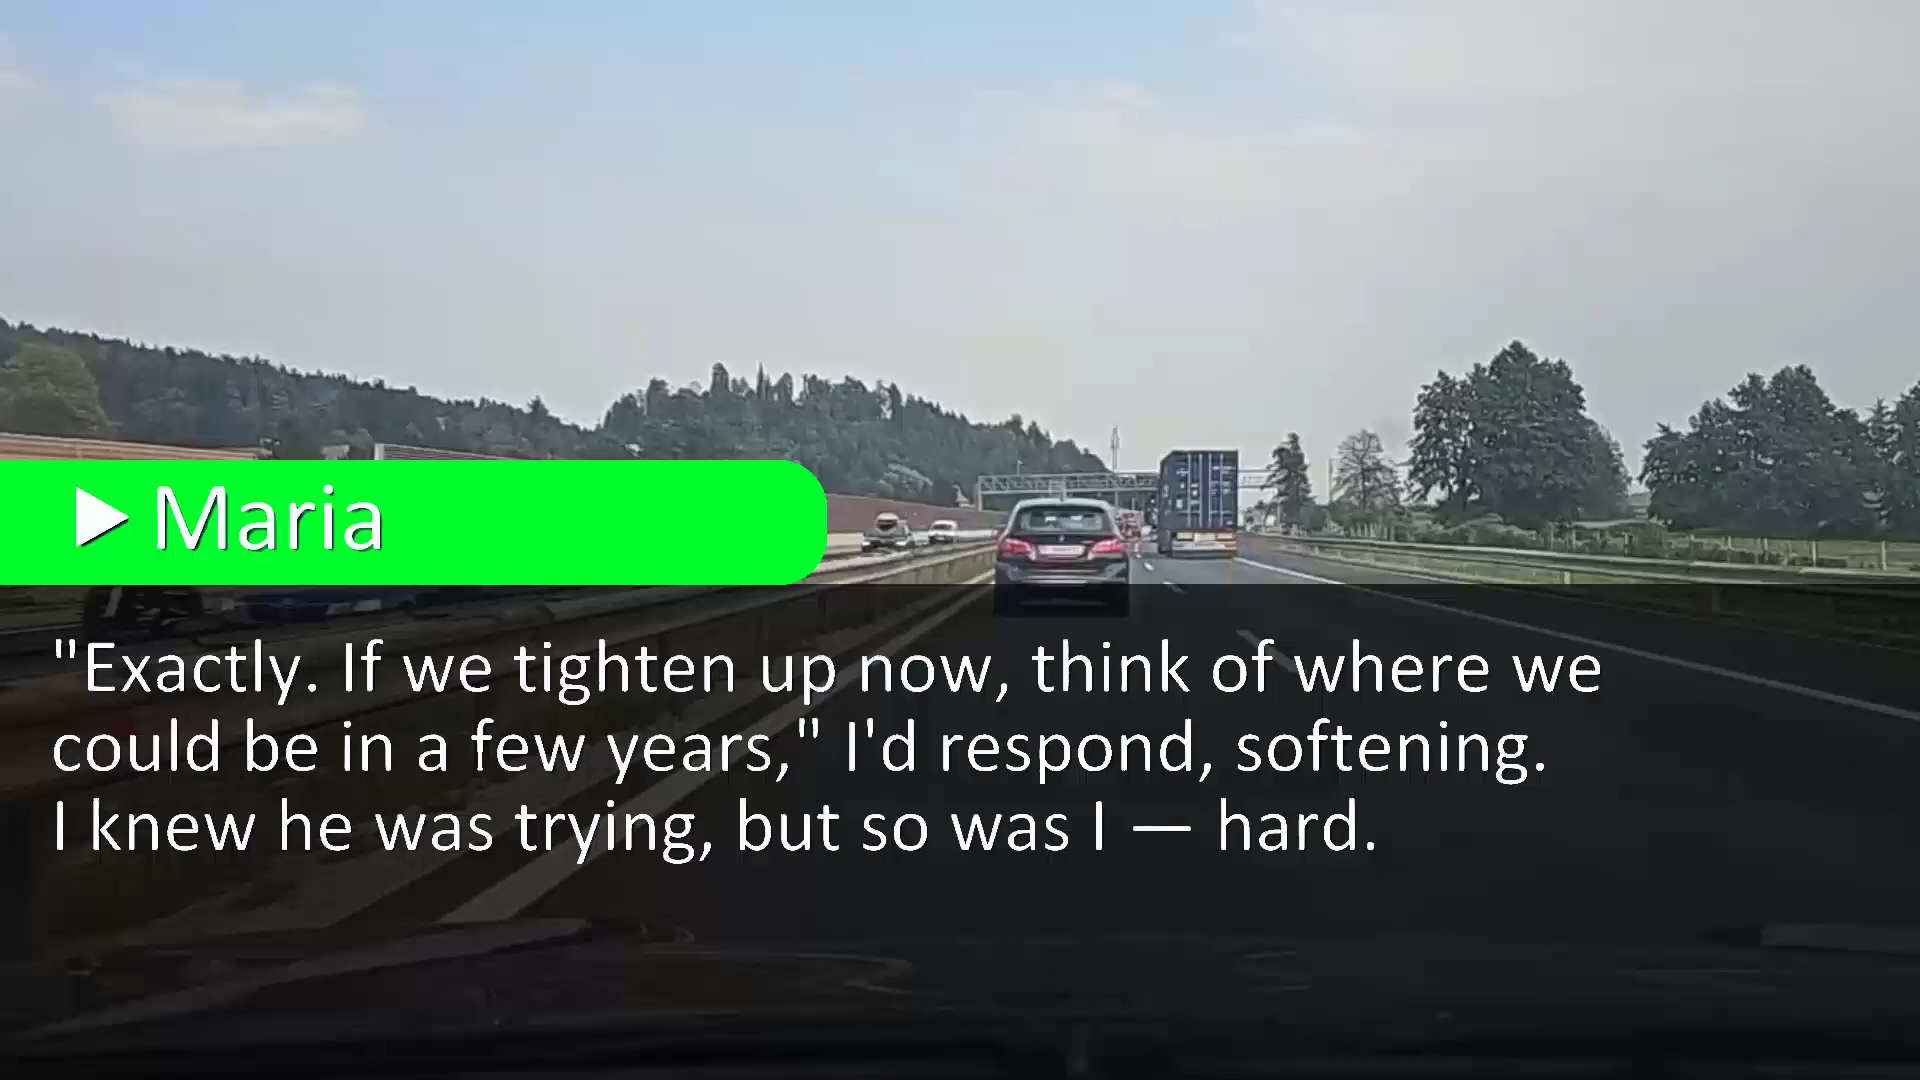 Maria
"Exactly. If we tighten up now, think of where we
could be in a few years," I'd respond, softening.
I knew he was trying, but so was I — hard.